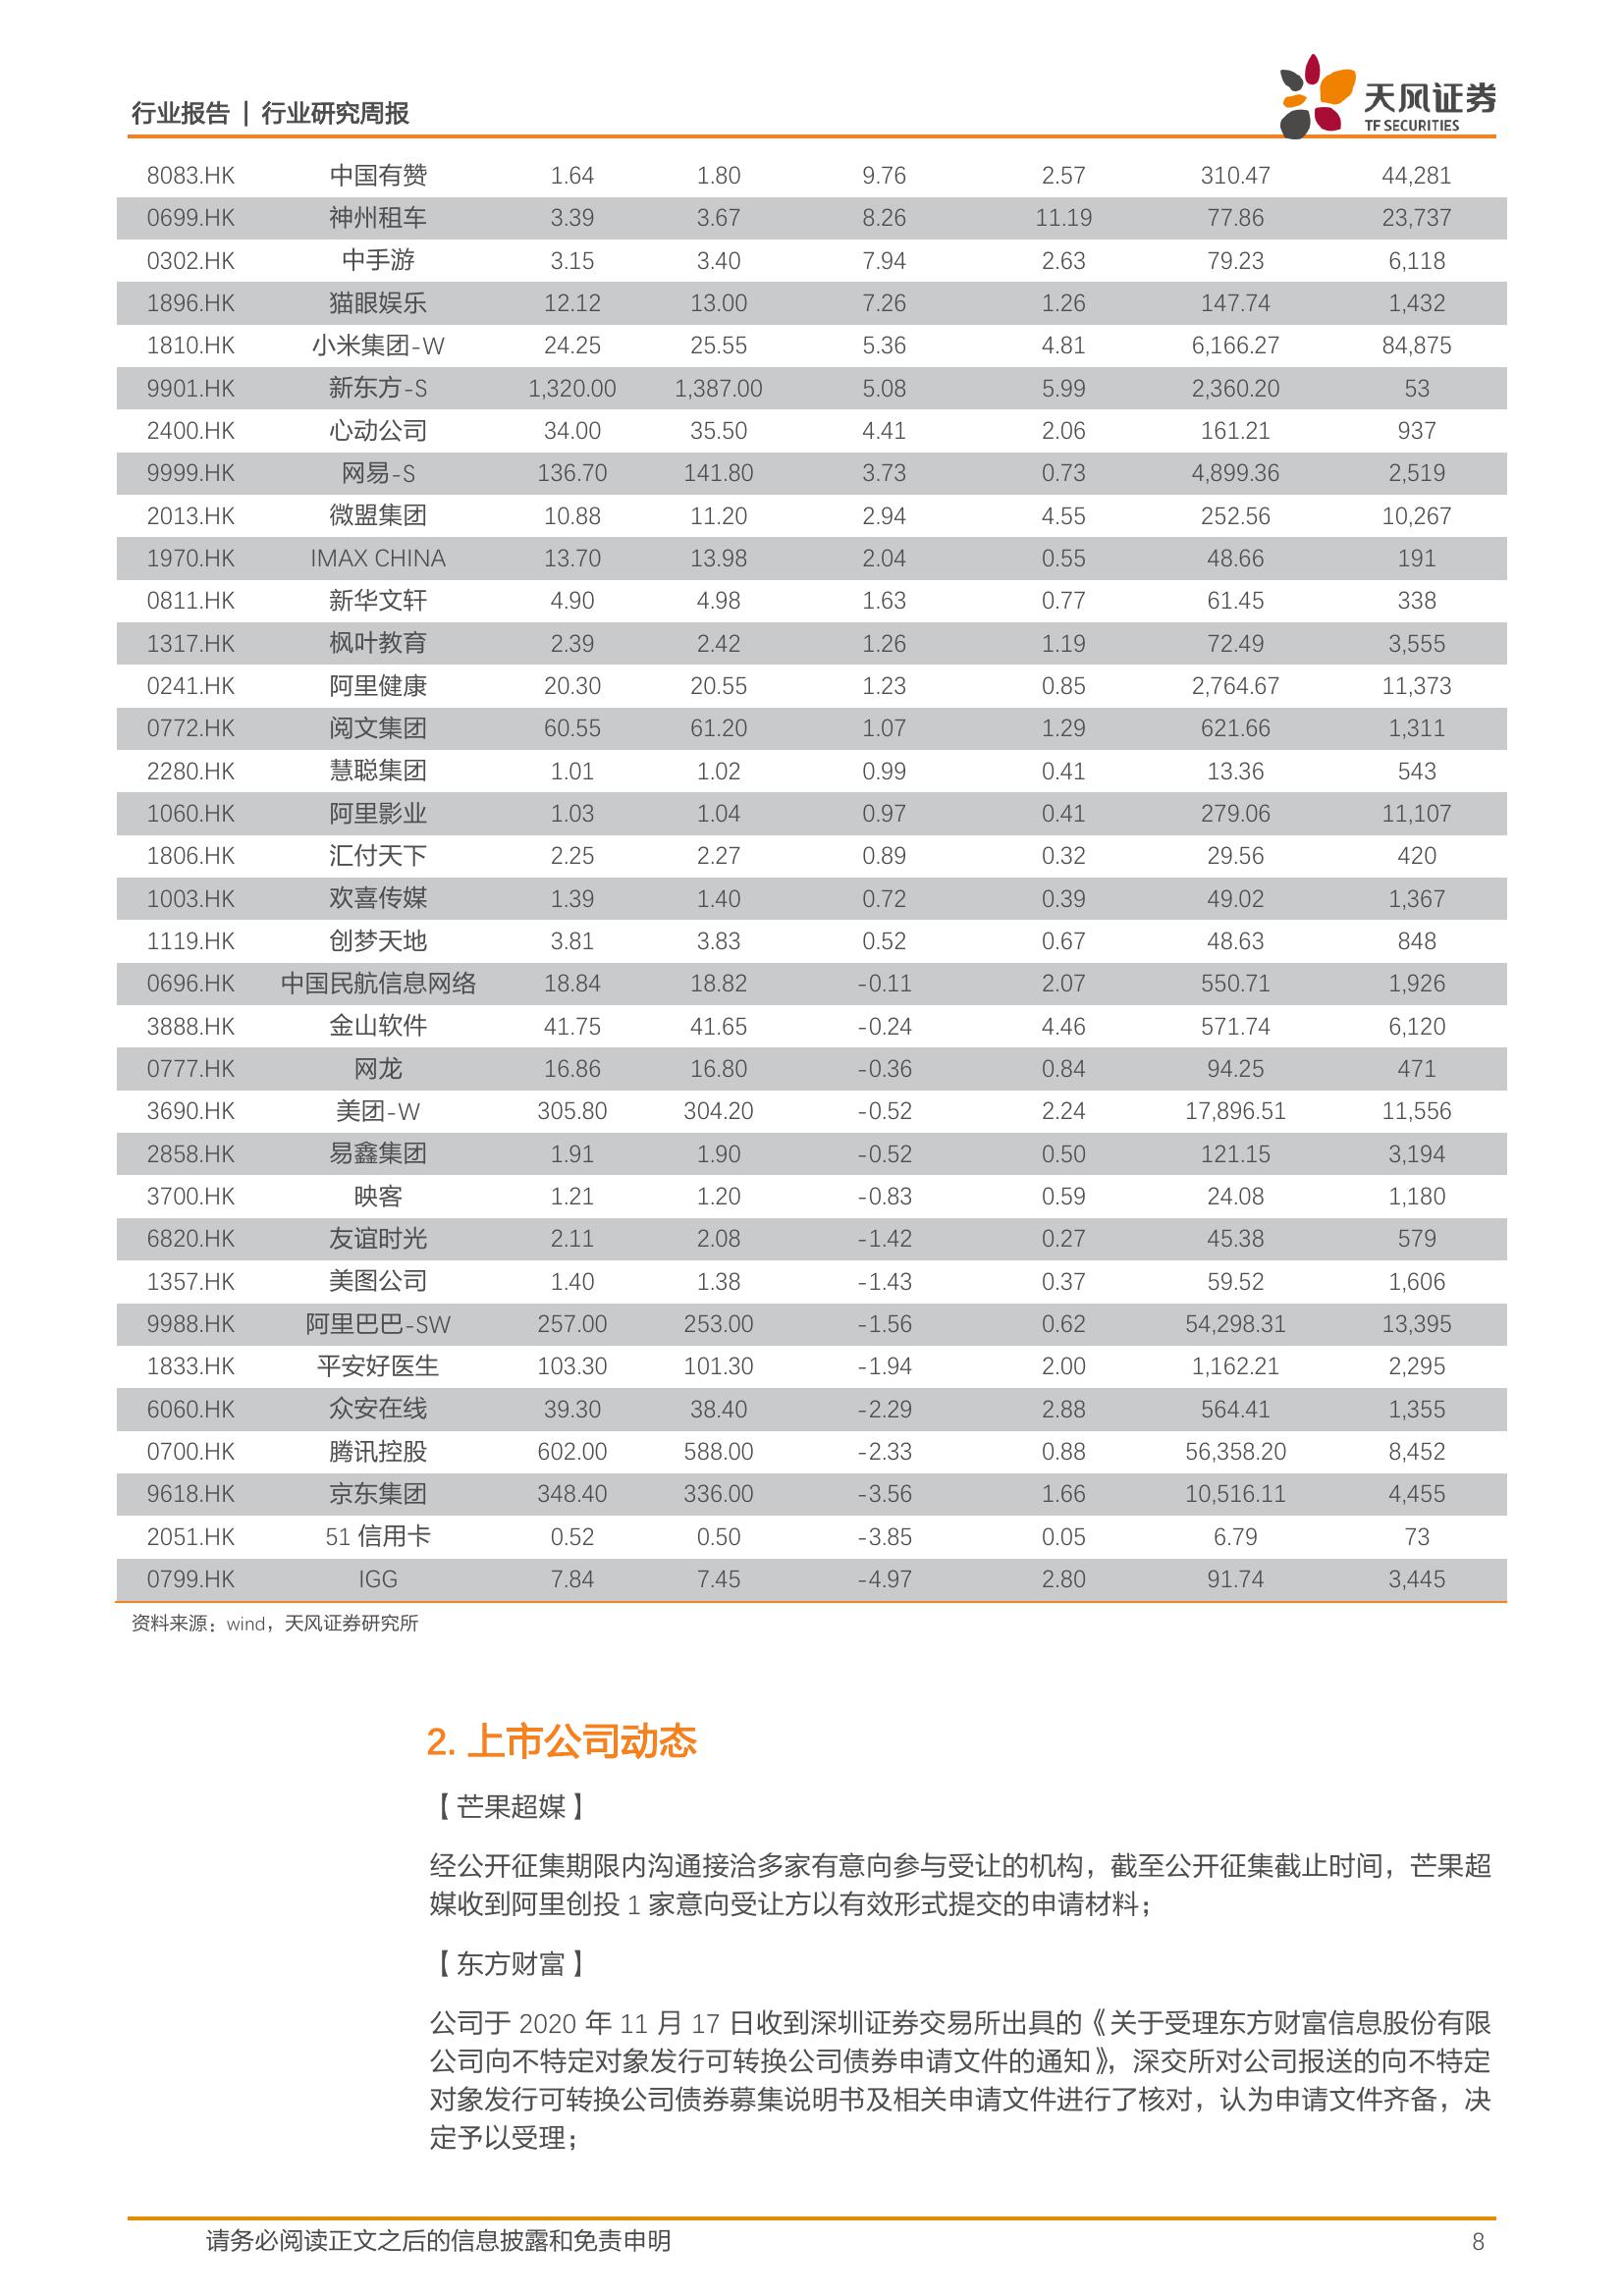 行业报告 | 行业研究周报
天风证券
TF SECURITIES
8083.HK 中国有赞 1.64 1.80 9.76 2.57 310.47 44,281
0699.HK 神州租车 3.39 3.67 8.26 11.19 77.86 23,737
0302.HK 中手游 3.15 3.40 7.94 2.63 79.23 6,118
1896.HK 猫眼娱乐 12.12 13.00 7.26 1.26 147.74 1,432
1810.HK 小米集团-W 24.25 25.55 5.36 4.81 6,166.27 84,875
9901.HK 新东方-S 1,320.00 1,387.00 5.08 5.99 2,360.20 53
2400.HK 心动公司 34.00 35.50 4.41 2.06 161.21 937
9999.HK 网易-S 136.70 141.80 3.73 0.73 4,899.36 2,519
2013.HK 微盟集团 10.88 11.20 2.94 4.55 252.56 10,267
1970.HK IMAX CHINA 13.70 13.98 2.04 0.55 48.66 191
0811.HK 新华文轩 4.90 4.98 1.63 0.77 61.45 338
1317.HK 枫叶教育 2.39 2.42 1.26 1.19 72.49 3,555
0241.HK 阿里健康 20.30 20.55 1.23 0.85 2,764.67 11,373
0772.HK 阅文集团 60.55 61.20 1.07 1.29 621.66 1,311
2280.HK 慧聪集团 1.01 1.02 0.99 0.41 13.36 543
1060.HK 阿里影业 1.03 1.04 0.97 0.41 279.06 11,107
1806.HK 汇付天下 2.25 2.27 0.89 0.32 29.56 420
1003.HK 欢喜传媒 1.39 1.40 0.72 0.39 49.02 1,367
1119.HK 创梦天地 3.81 3.83 0.52 0.67 48.63 848
0696.HK 中国民航信息网络 18.84 18.82 -0.11 2.07 550.71 1,926
3888.HK 金山软件 41.75 41.65 -0.24 4.46 571.74 6,120
0777.HK 网龙 16.86 16.80 -0.36 0.84 94.25 471
3690.HK 美团-W 305.80 304.20 -0.52 2.24 17,896.51 11,556
2858.HK 易鑫集团 1.91 1.90 -0.52 0.50 121.15 3,194
3700.HK 映客 1.21 1.20 -0.83 0.59 24.08 1,180
6820.HK 友谊时光 2.11 2.08 -1.42 0.27 45.38 579
1357.HK 美图公司 1.40 1.38 -1.43 0.37 59.52 1,606
9988.HK 阿里巴巴-SW 257.00 253.00 -1.56 0.62 54,298.31 13,395
1833.HK 平安好医生 103.30 101.30 -1.94 2.00 1,162.21 2,295
6060.HK 众安在线 39.30 38.40 -2.29 2.88 564.41 1,355
0700.HK 腾讯控股 602.00 588.00 -2.33 0.88 56,358.20 8,452
9618.HK 京东集团 348.40 336.00 -3.56 1.66 10,516.11 4,455
2051.HK 51 信用卡 0.52 0.50 -3.85 0.05 6.79 73
0799.HK IGG 7.84 7.45 -4.97 2.80 91.74 3,445
资料来源：wind，天风证券研究所
2. 上市公司动态
【芒果超媒】
经公开征集期限内沟通接洽多家有意向参与受让的机构，截至公开征集截止时间，芒果超
媒收到阿里创投 1 家意向受让方以有效形式提交的申请材料；
【东方财富】
公司于 2020 年 11 月 17 日收到深圳证券交易所出具的《关于受理东方财富信息股份有限
公司向不特定对象发行可转换公司债券申请文件的通知》，深交所对公司报送的向不特定
对象发行可转换公司债券募集说明书及相关申请文件进行了核对，认为申请文件齐备，决
定予以受理；
请务必阅读正文之后的信息披露和免责申明 8